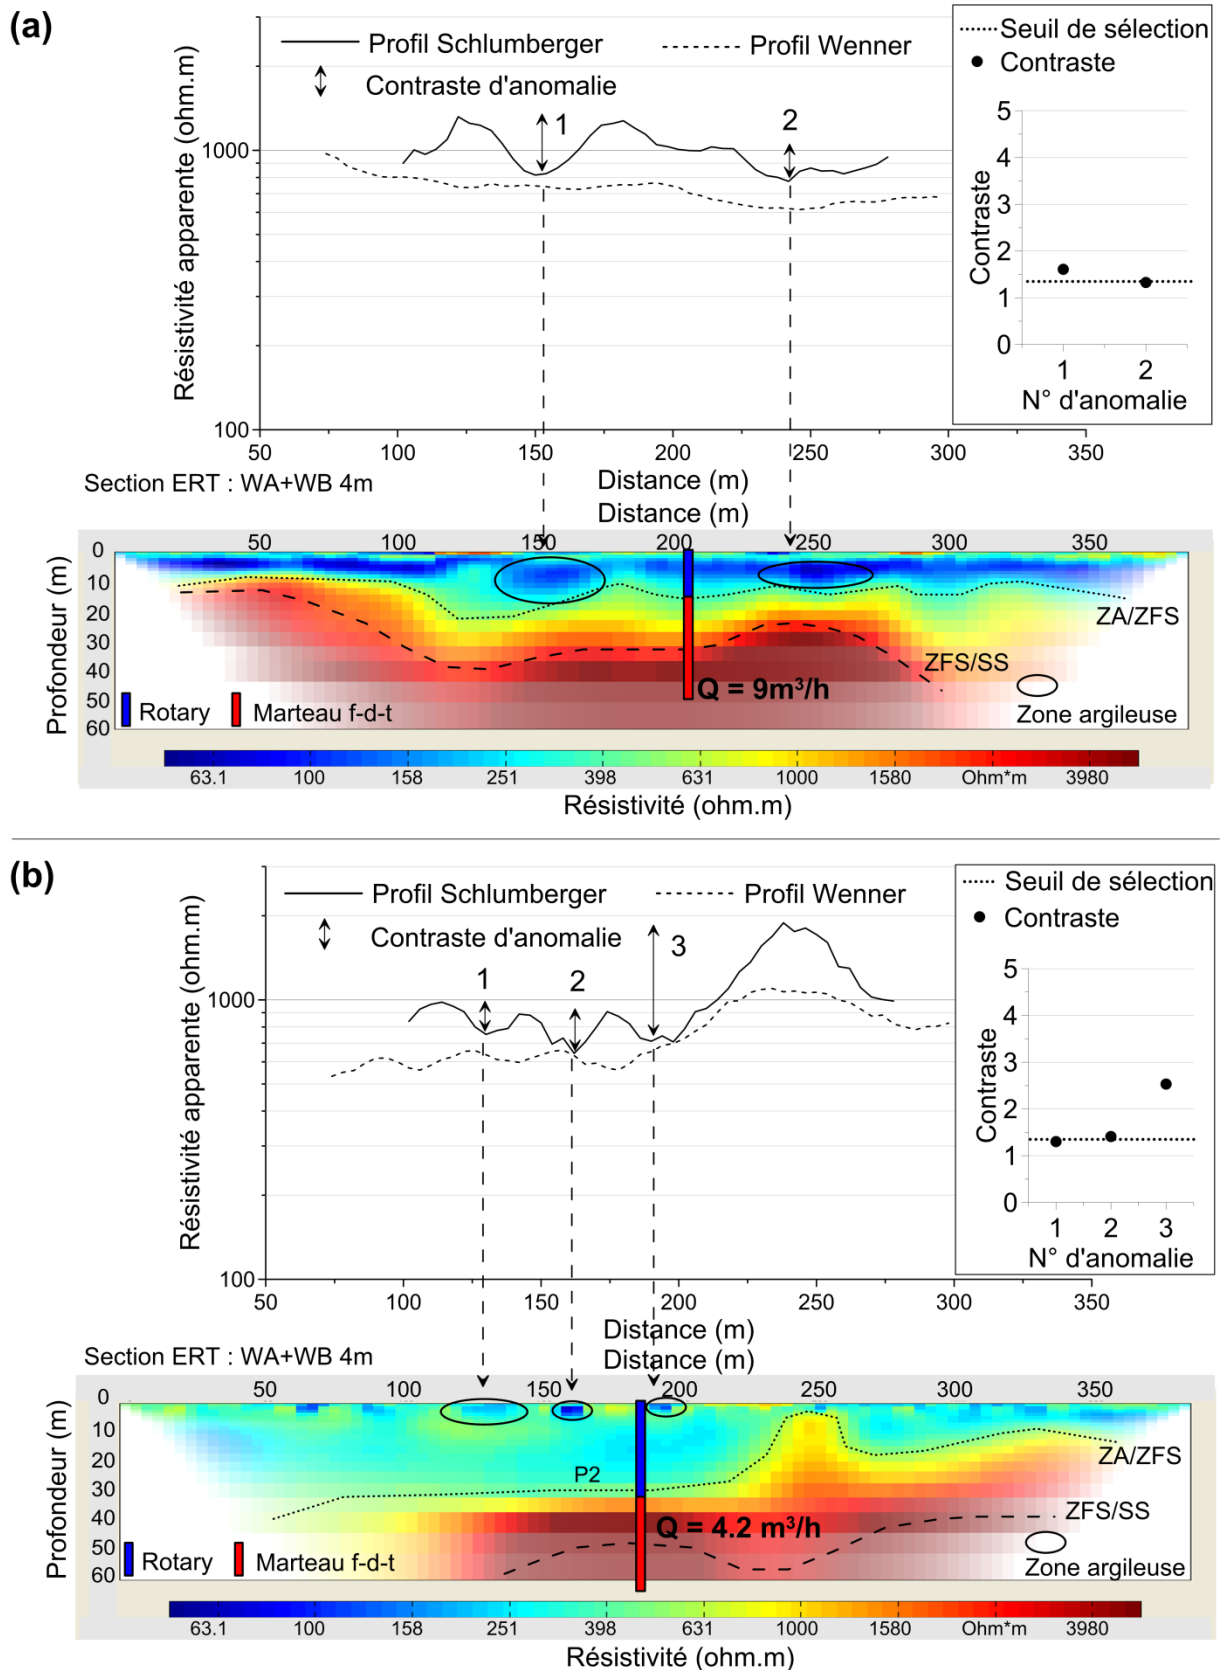 (a)
Profil Schlumberger
Profil Wenner
Contraste d'anomalie
Résistivité apparente (ohm.m)
1000
100
1
2
50
100
150
200
250
300
350
Distance (m)
Seuil de sélection
Contraste
Contraste
5
4
3
2
1
0
1
2
N° d'anomalie
Section ERT : WA+WB 4m
Distance (m)
50
100
150
200
250
300
350
Profondeur (m)
0
10
20
30
40
50
60
ZA/ZFS
ZFS/SS
Q = 9m³/h
Rotary
Marteau f-d-t
Zone argileuse
63.1
100
158
251
398
631
1000
1580
Ohm*m
3980
Résistivité (ohm.m)
(b)
Profil Schlumberger
Profil Wenner
Contraste d'anomalie
Résistivité apparente (ohm.m)
1000
100
1
2
3
50
100
150
200
250
300
350
Distance (m)
Seuil de sélection
Contraste
Contraste
5
4
3
2
1
0
1
2
3
N° d'anomalie
Section ERT : WA+WB 4m
Distance (m)
50
100
150
200
250
300
350
Profondeur (m)
0
10
20
30
40
50
60
P2
ZA/ZFS
ZFS/SS
Q = 4.2 m³/h
Rotary
Marteau f-d-t
Zone argileuse
63.1
100
158
251
398
631
1000
1580
Ohm*m
3980
Résistivité (ohm.m)